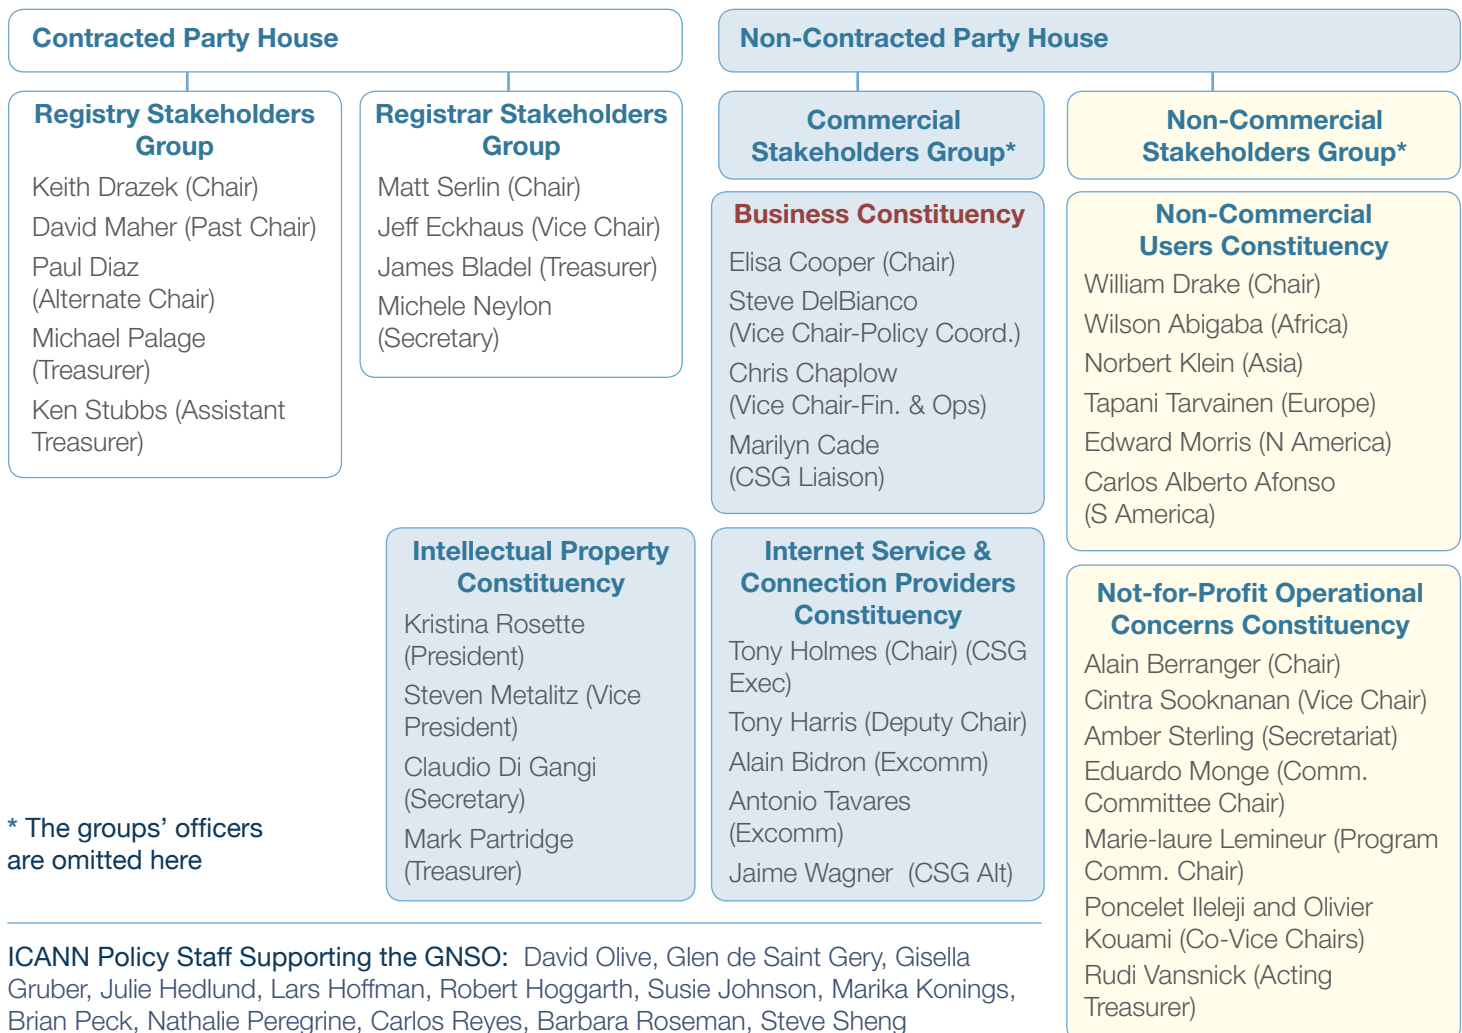 Contracted Party House
Registry Stakeholders
Group
Keith Drazek (Chair)
David Maher (Past Chair)
Paul Diaz
(Alternate Chair)
Michael Palage
(Treasurer)
Ken Stubbs (Assistant
Treasurer)
Registrar Stakeholders
Group
Matt Serlin (Chair)
Jeff Eckhaus (Vice Chair)
James Bladel (Treasurer)
Michele Neylon
(Secretary)
Non-Contracted Party House
Commercial
Stakeholders Group*
Business Constituency
Elisa Cooper (Chair)
Steve DelBianco
(Vice Chair-Policy Coord.)
Chris Chaplow
(Vice Chair-Fin. & Ops)
Marilyn Cade
(CSG Liaison)
Intellectual Property
Constituency
Kristina Rosette
(President)
Steven Metalitz (Vice
President)
Claudio Di Gangi
(Secretary)
Mark Partridge
(Treasurer)
Internet Service &
Connection Providers
Constituency
Tony Holmes (Chair) (CSG
Exec)
Tony Harris (Deputy Chair)
Alain Bidron (Excomm)
Antonio Tavares
(Excomm)
Jaime Wagner (CSG Alt)
Non-Commercial
Stakeholders Group*
Non-Commercial
Users Constituency
William Drake (Chair)
Wilson Abigaba (Africa)
Norbert Klein (Asia)
Tapani Tarvainen (Europe)
Edward Morris (N America)
Carlos Alberto Afonso
(S America)
Not-for-Profit Operational
Concerns Constituency
Alain Berranger (Chair)
Cintra Sooknanan (Vice Chair)
Amber Sterling (Secretariat)
Eduardo Monge (Comm.
Committee Chair)
Marie-laure Lemineur (Program
Comm. Chair)
Poncelet Ileleji and Olivier
Kouami (Co-Vice Chairs)
Rudi Vansnick (Acting
Treasurer)
* The groups' officers
are omitted here
ICANN Policy Staff Supporting the GNSO: David Olive, Glen de Saint Gery, Gisella
Gruber, Julie Hedlund, Lars Hoffman, Robert Hoggarth, Susie Johnson, Marika Konings,
Brian Peck, Nathalie Peregrine, Carlos Reyes, Barbara Roseman, Steve Sheng